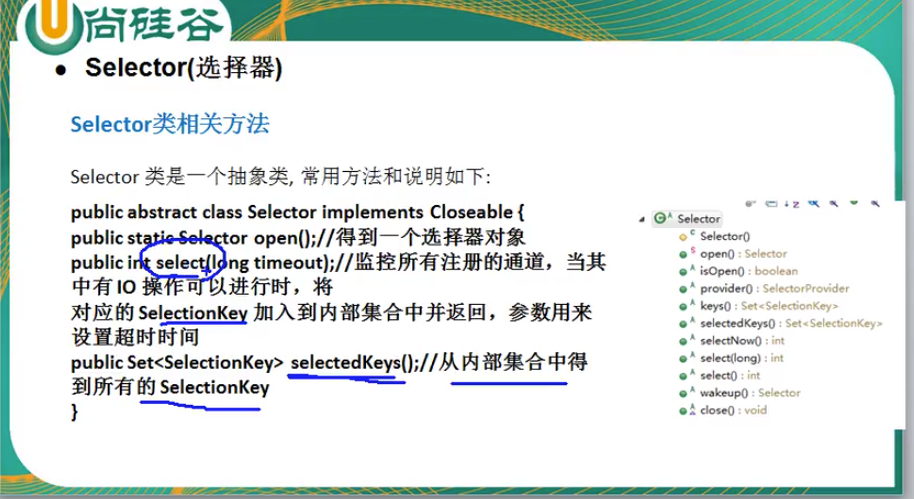 尚硅谷
● Selector(选择器)
Selector类相关方法
Selector 类是一个抽象类, 常用方法和说明如下:
public abstract class Selector implements Closeable {
public static Selector open();//得到一个选择器对象
public int select(long timeout);//监控所有注册的通道，当其
中有 IO 操作可以进行时，将
对应的 SelectionKey 加入到内部集合中并返回，参数用来
设置超时时间
public Set<SelectionKey> selectedKeys();//从内部集合中得
到所有的 SelectionKey
}
Selector
Selector()
open() : Selector
isOpen() : boolean
provider() : SelectorProvider
keys() : Set<SelectionKey>
selectedKeys() : Set<SelectionKey>
selectNow() : int
select(long) : int
select() : int
wakeup() : Selector
close() : void